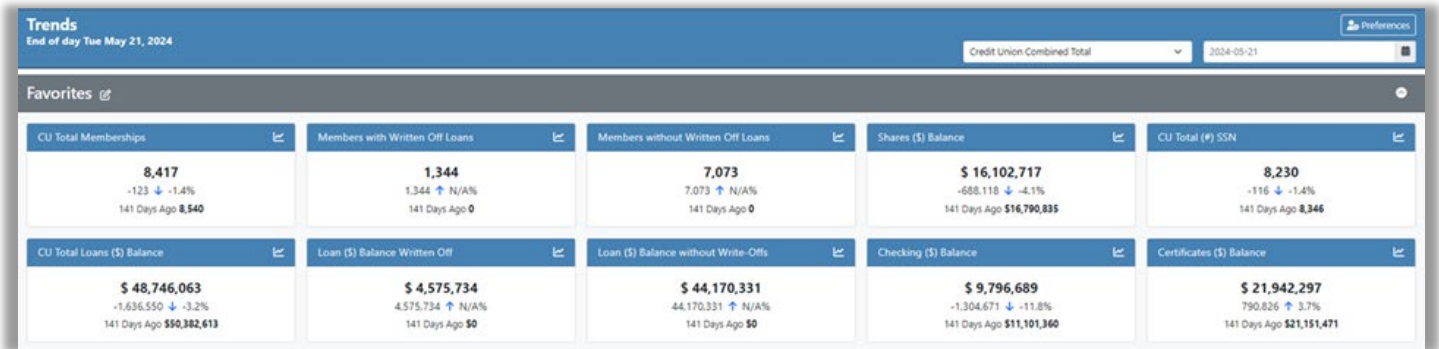 Trends
Preferences
End of day Tue May 21, 2024
Credit Union Combined Total
2024-05-21
Favorites
CU Total Memberships
Members with Written Off Loans
Members without Written Off Loans
Shares ($) Balance
CU Total (#) SSN
8,417
1,344
7,073
$ 16,102,717
8,230
-123 ↓ -1.4%
1,344 ↑ N/A%
7,073 ↑ N/A%
-688,118 ↓ -4.1%
-116 ↓ -1.4%
141 Days Ago 8,540
141 Days Ago 0
141 Days Ago 0
141 Days Ago $16,790,835
141 Days Ago 8,346
CU Total Loans ($) Balance
Loan ($) Balance Written Off
Loan ($) Balance without Write-Offs
Checking ($) Balance
Certificates ($) Balance
$ 48,746,063
$ 4,575,734
$ 44,170,331
$ 9,796,689
$ 21,942,297
-1,636,550 ↓ -3.2%
4,575,734 ↑ N/A%
44,170,331 ↑ N/A%
-1,304,671 ↓ -11.8%
790,826 ↑ 3.7%
141 Days Ago $50,382,613
141 Days Ago $0
141 Days Ago $0
141 Days Ago $11,101,360
141 Days Ago $21,151,471